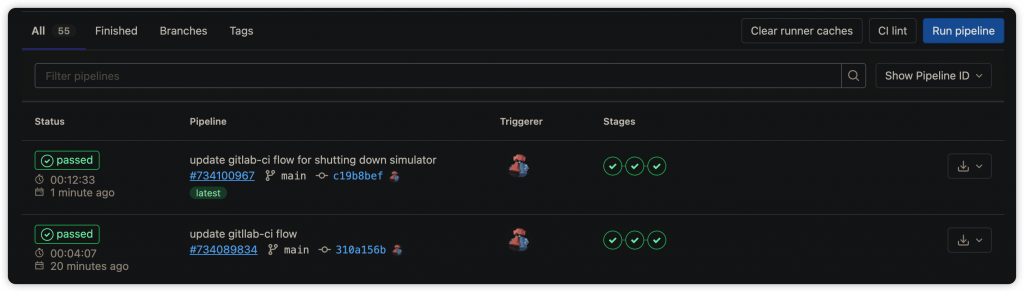 All 55 Finished Branches Tags Clear runner caches CI lint Run pipeline
Filter pipelines Show Pipeline ID
Status Pipeline Triggerer Stages
passed update gitlab-ci flow for shutting down simulator
00:12:33 #734100967 main c19b8bef
1 minute ago latest
passed update gitllab-ci flow
00:04:07 #734089834 main 310a156b
20 minutes ago